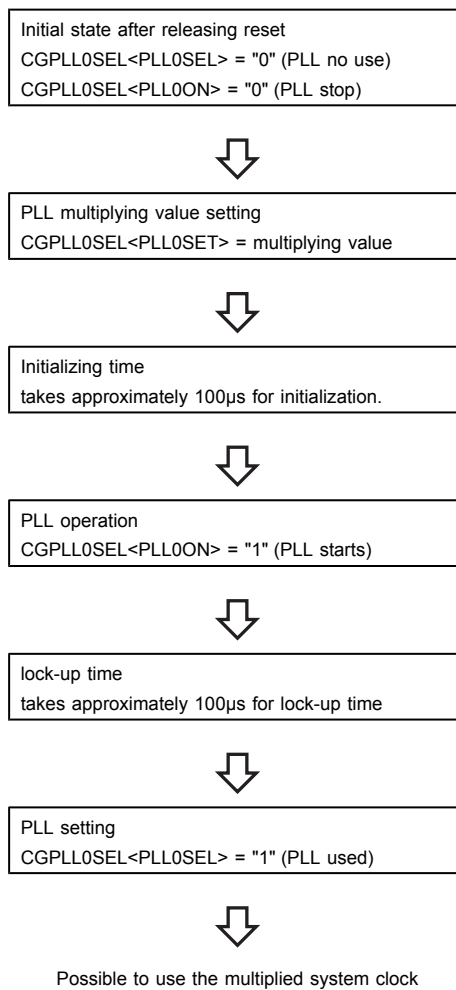 Initial state after releasing reset
CGPLL0SEL<PLL0SEL> = "0" (PLL no use)
CGPLL0SEL<PLL0ON> = "0" (PLL stop)
PLL multiplying value setting
CGPLL0SEL<PLL0SET> = multiplying value
Initializing time
takes approximately 100μs for initialization.
PLL operation
CGPLL0SEL<PLL0ON> = "1" (PLL starts)
lock-up time
takes approximately 100μs for lock-up time
PLL setting
CGPLL0SEL<PLL0SEL> = "1" (PLL used)
Possible to use the multiplied system clock